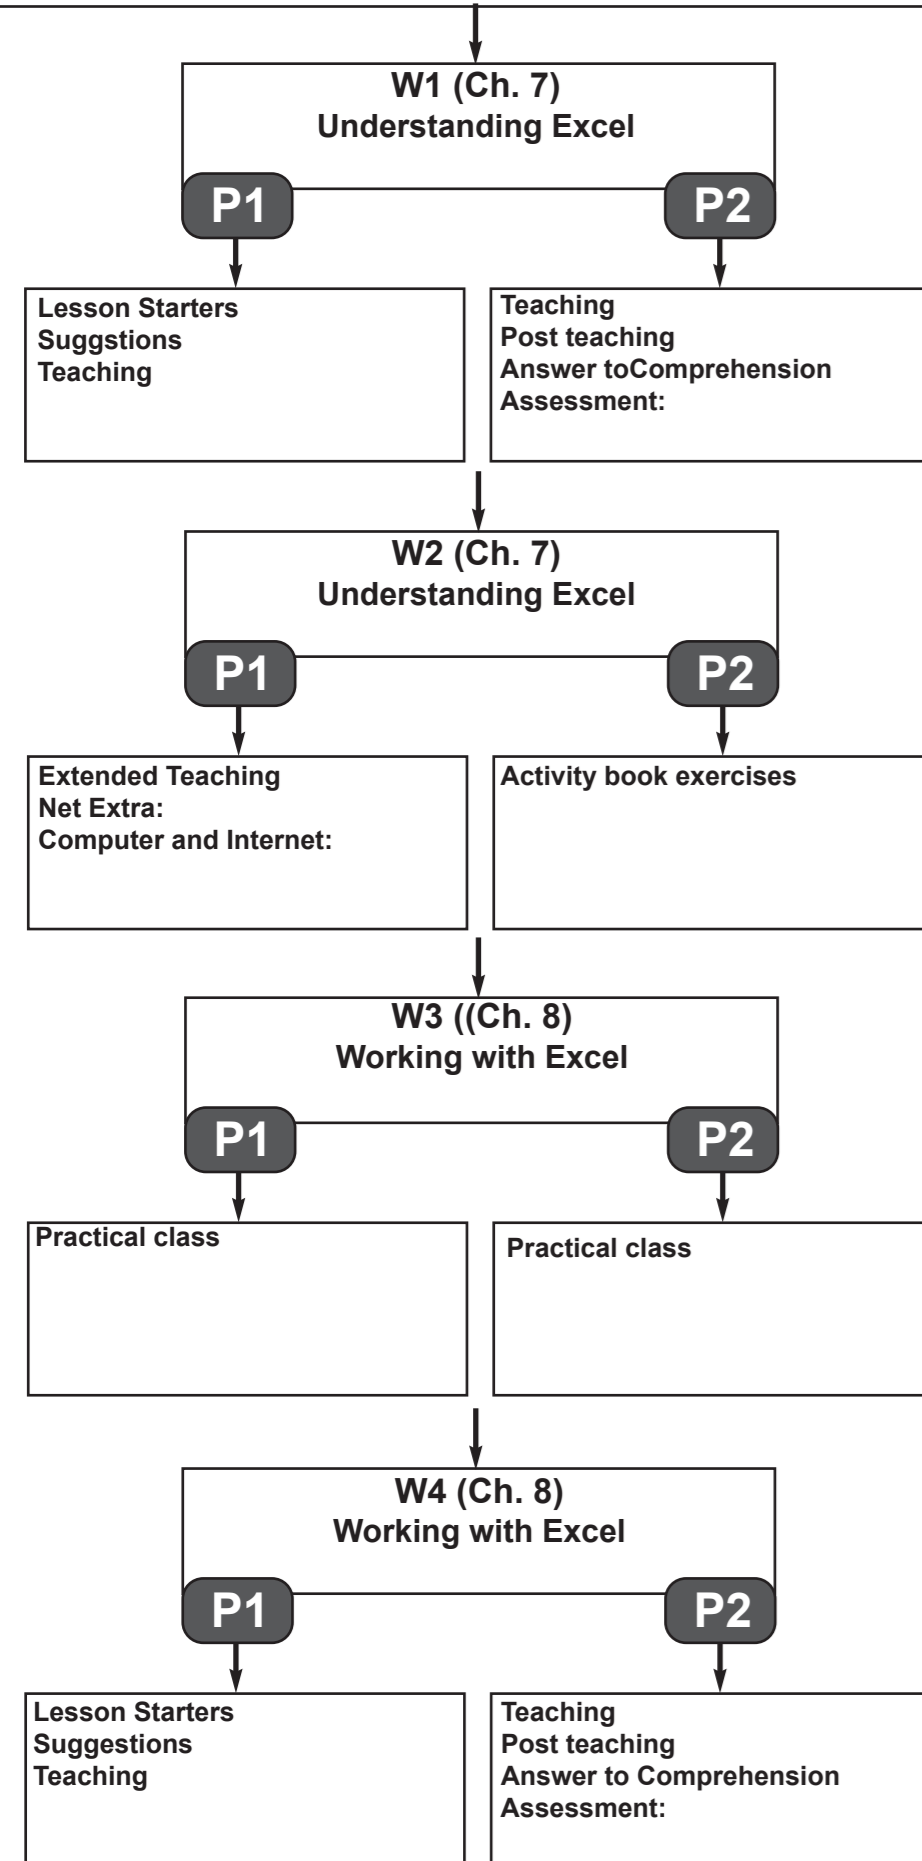 W1 (Ch. 7)
Understanding Excel
P1
P2
Lesson Starters
Suggstions
Teaching
Teaching
Post teaching
Answer toComprehension
Assessment:
W2 (Ch. 7)
Understanding Excel
P1
P2
Extended Teaching
Net Extra:
Computer and Internet:
Activity book exercises
W3 ((Ch. 8)
Working with Excel
P1
P2
Practical class
Practical class
W4 (Ch. 8)
Working with Excel
P1
P2
Lesson Starters
Suggestions
Teaching
Teaching
Post teaching
Answer to Comprehension
Assessment: